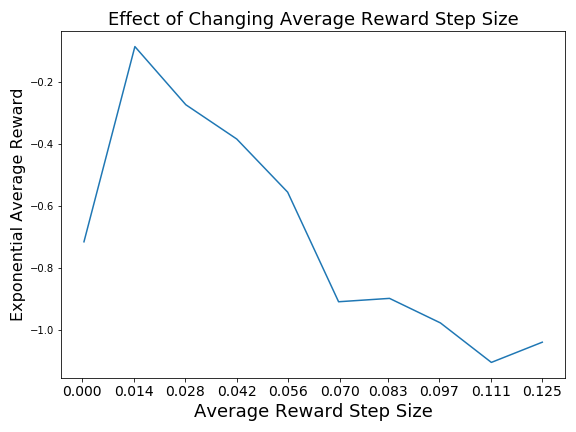 Effect of Changing Average Reward Step Size
Exponential Average Reward
−0.2
−0.4
−0.6
−0.8
−1.0
0.000 0.014 0.028 0.042 0.056 0.070 0.083 0.097 0.111 0.125
Average Reward Step Size